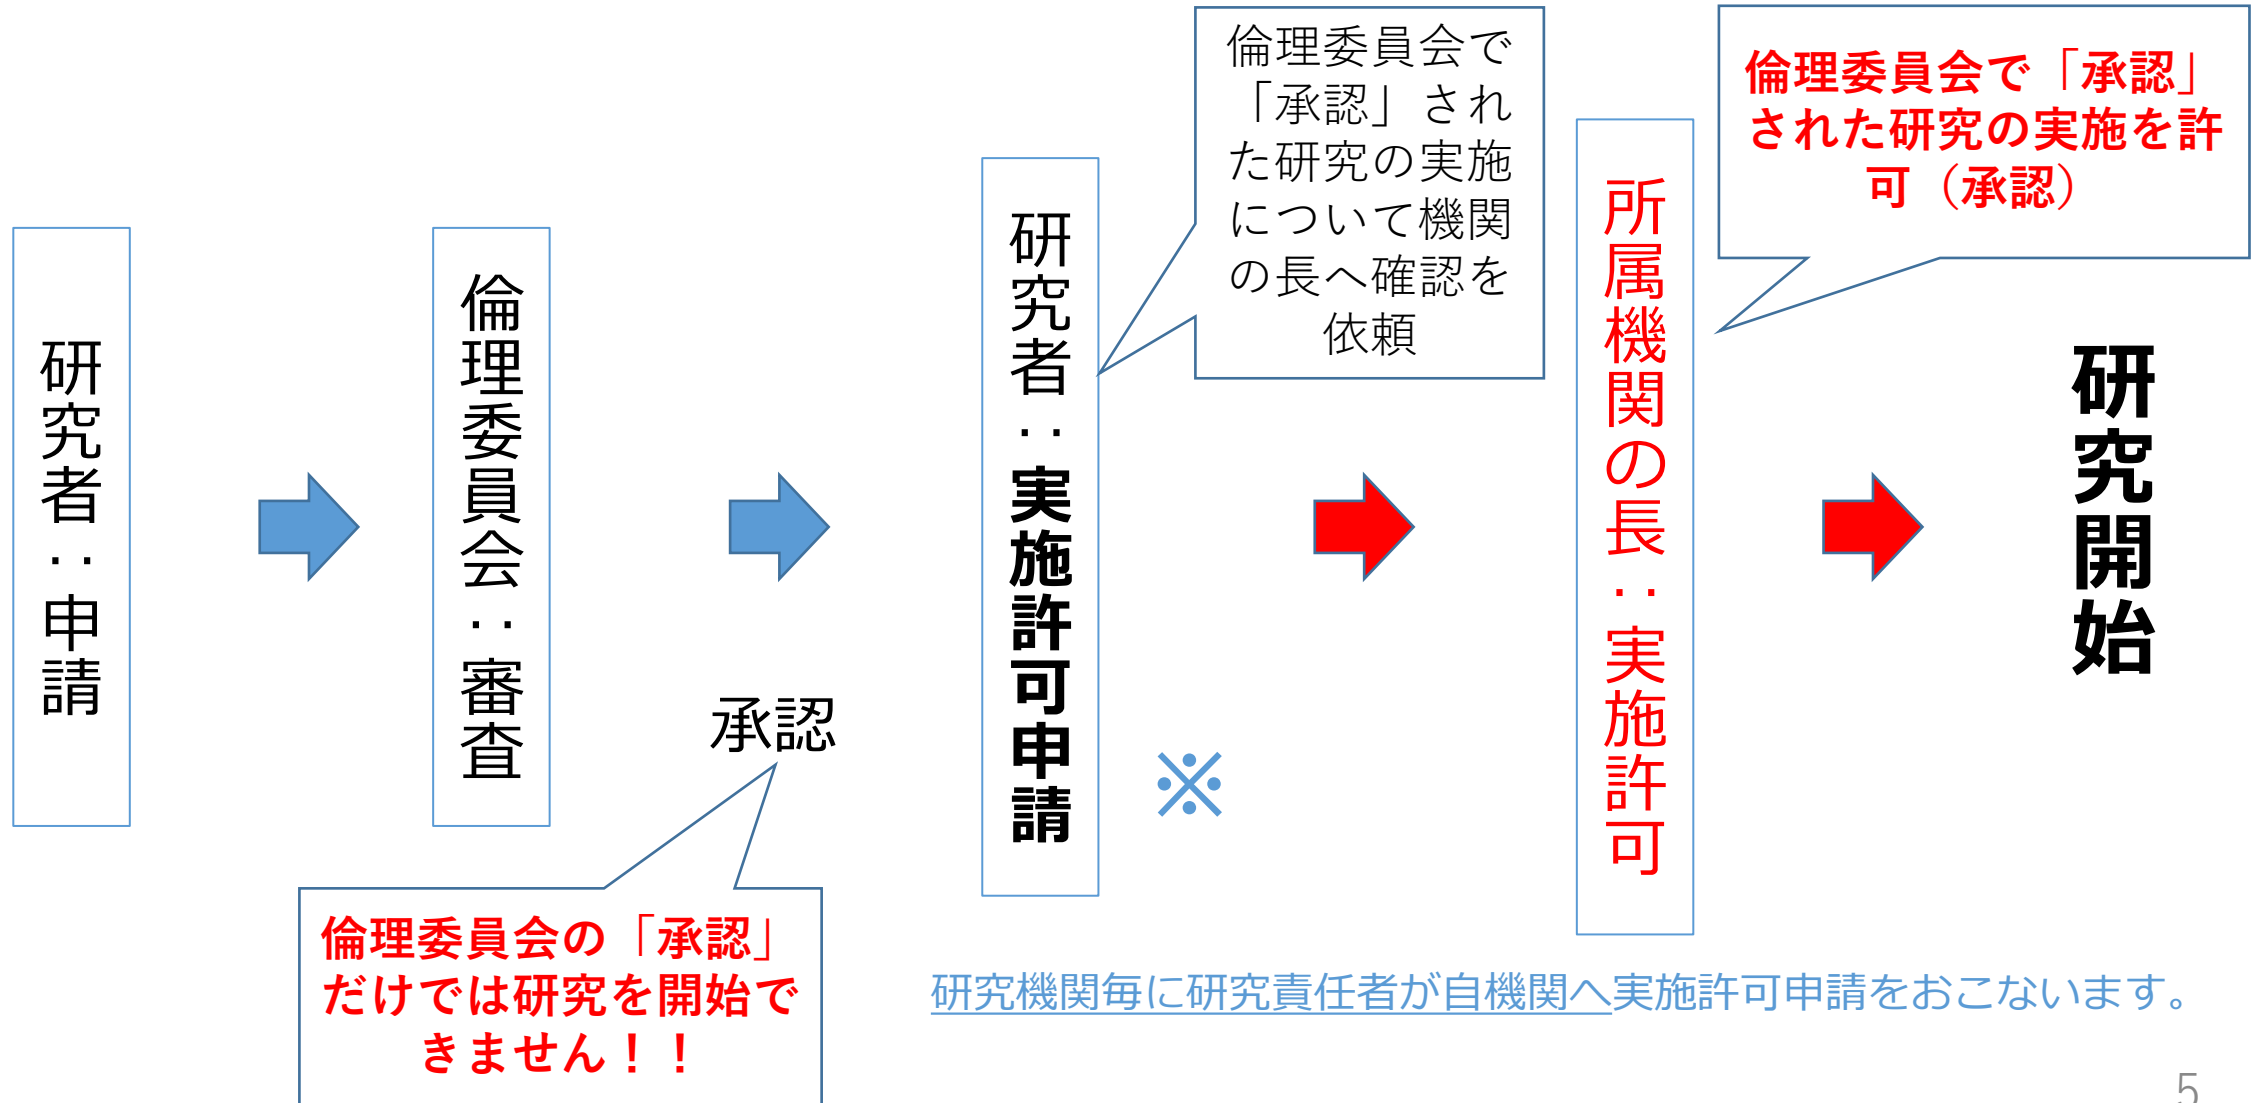 研究者：申請
倫理委員会：審査
承認
倫理委員会の「承認」
だけでは研究を開始で
きません！！
研究者：実施許可申請
倫理委員会で
「承認」され
た研究の実施
について機関
の長へ確認を
依頼
※
所属機関の長：実施許可
倫理委員会で「承認」
された研究の実施を許
可（承認）
研究開始
研究機関毎に研究責任者が自機関へ実施許可申請をおこないます。
5